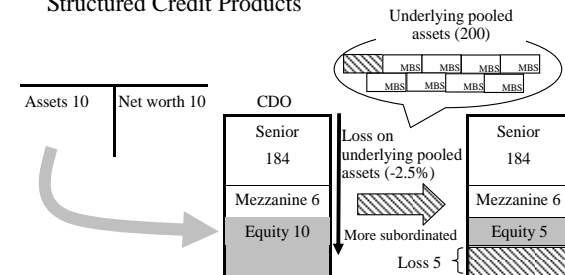 Structured Credit Products
Underlying pooled
assets (200)
MBS MBS MBS MBS
MBS MBS MBS MBS
Assets 10 Net worth 10
CDO
Senior
184
Mezzanine 6
Equity 10
Loss on
underlying pooled
assets (-2.5%)
More subordinated
Loss 5
Senior
184
Mezzanine 6
Equity 5